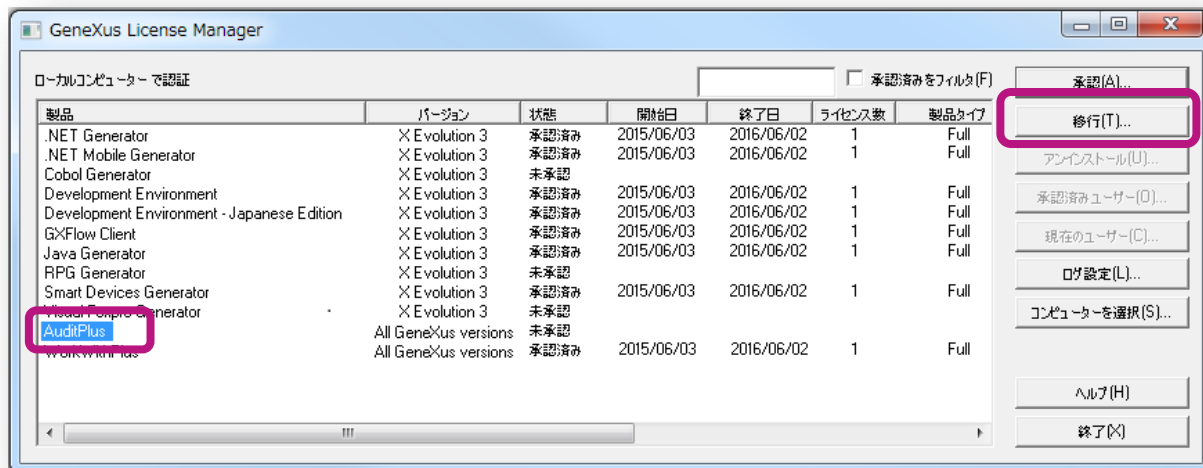 GeneXus License Manager
ローカルコンピューター で認証 承認済みをフィルタ(F) 承認(A)...
製品 バージョン 状態 開始日 終了日 ライセンス数 製品タイプ 移行(T)...
.NET Generator X Evolution 3 承認済み 2015/06/03 2016/06/02 1 Full
.NET Mobile Generator X Evolution 3 承認済み 2015/06/03 2016/06/02 1 Full アンインストール(U)...
Cobol Generator X Evolution 3 未承認
Development Environment X Evolution 3 承認済み 2015/06/03 2016/06/02 1 Full 承認済みユーザー(O)...
Development Environment - Japanese Edition X Evolution 3 承認済み 2015/06/03 2016/06/02 1 Full
GXFlow Client X Evolution 3 承認済み 2015/06/03 2016/06/02 1 Full 現在のユーザー(C)...
Java Generator X Evolution 3 承認済み 2015/06/03 2016/06/02 1 Full
RPG Generator X Evolution 3 未承認 ログ設定(L)...
Smart Devices Generator X Evolution 3 承認済み 2015/06/03 2016/06/02 1 Full
Visual Foxpro Generator X Evolution 3 未承認 コンピューターを選択(S)...
AuditPlus All GeneXus versions 未承認
WorkWithPlus All GeneXus versions 承認済み 2015/06/03 2016/06/02 1 Full
ヘルプ(H)
終了(X)